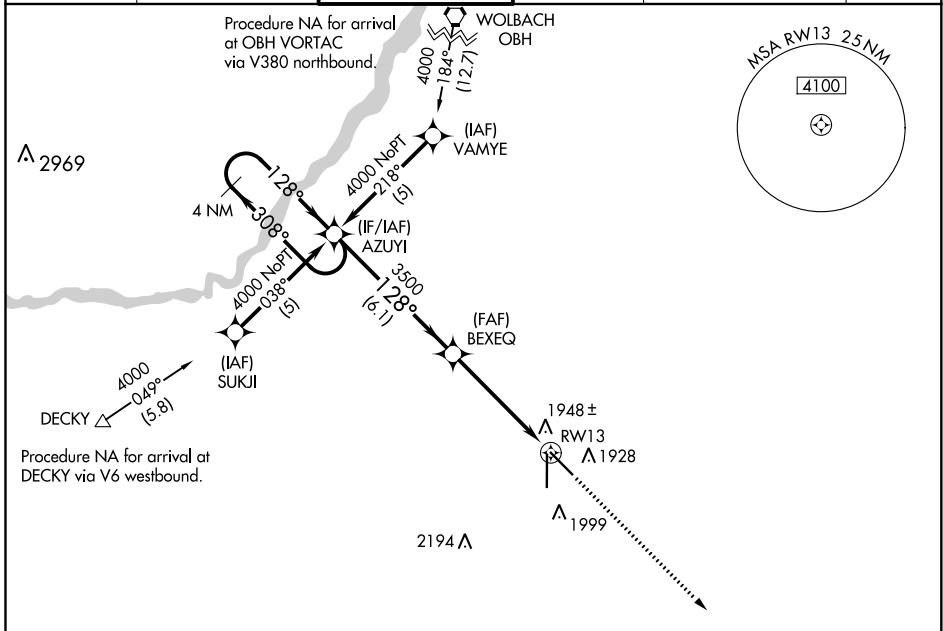 Procedure NA for arrival
at OBH VORTAC
via V380 northbound.
WOLBACH
OBH
4000
184°
(12.7)
MSA RW13 25 NM
4100
(IAF)
VAMYE
2969
4000 NoPT
218°
(5)
128°
4 NM
308°
(IF/IAF)
AZUYI
4000 NoPT
038°
(5)
3500
128°
(6.1)
(FAF)
BEXEQ
(IAF)
SUKJI
4000
049°
(5.8)
DECKY
Procedure NA for arrival at
DECKY via V6 westbound.
1948 ±
RW13
1928
1999
2194